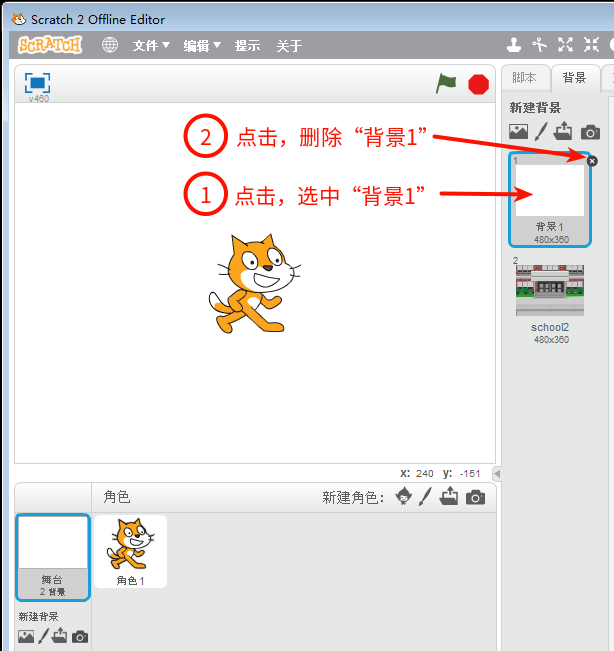 Scratch 2 Offline Editor
SCRATCH 文件 编辑 提示 关于
脚本 背景
v460
新建背景
② 点击，删除“背景1”
① 点击，选中“背景1”
1
背景1
480x360
2
school2
480x360
x: 240 y: -151
角色 新建角色：
舞台
2 背景
角色1
新建背景